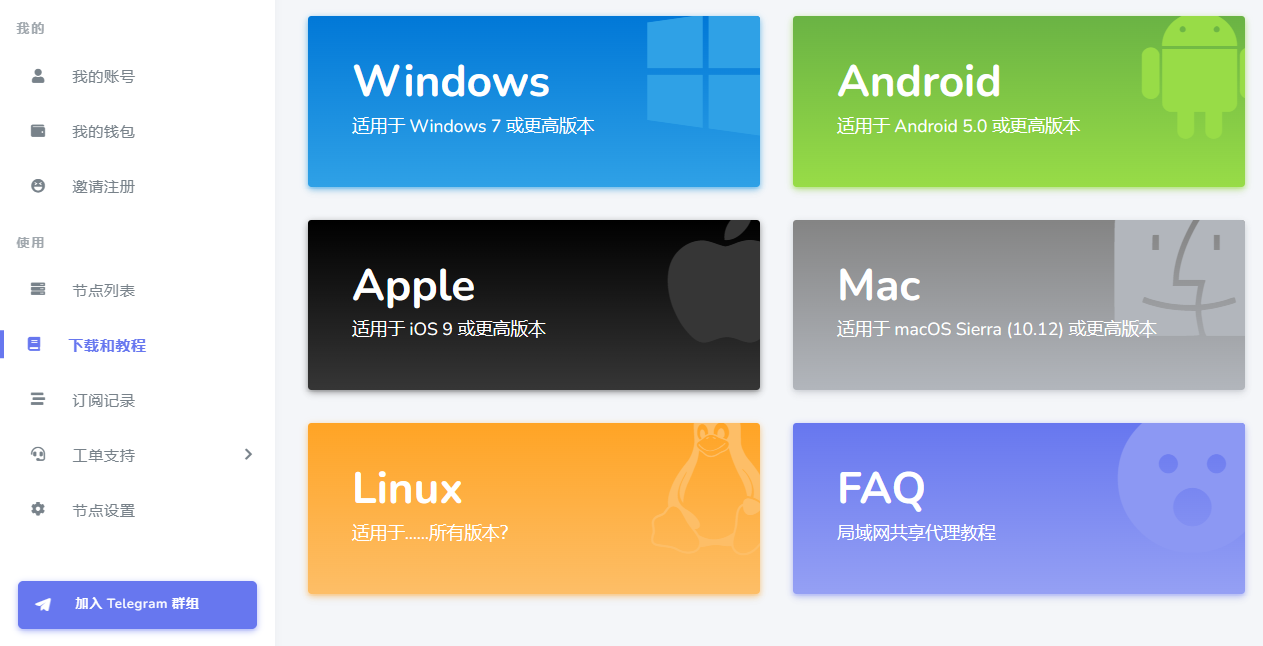 我的
我的账号
我的钱包
邀请注册
使用
节点列表
下载和教程
订阅记录
工单支持
节点设置
加入 Telegram 群组
Windows
适用于 Windows 7 或更高版本
Android
适用于 Android 5.0 或更高版本
Apple
适用于 iOS 9 或更高版本
Mac
适用于 macOS Sierra (10.12) 或更高版本
Linux
适用于......所有版本?
FAQ
局域网共享代理教程